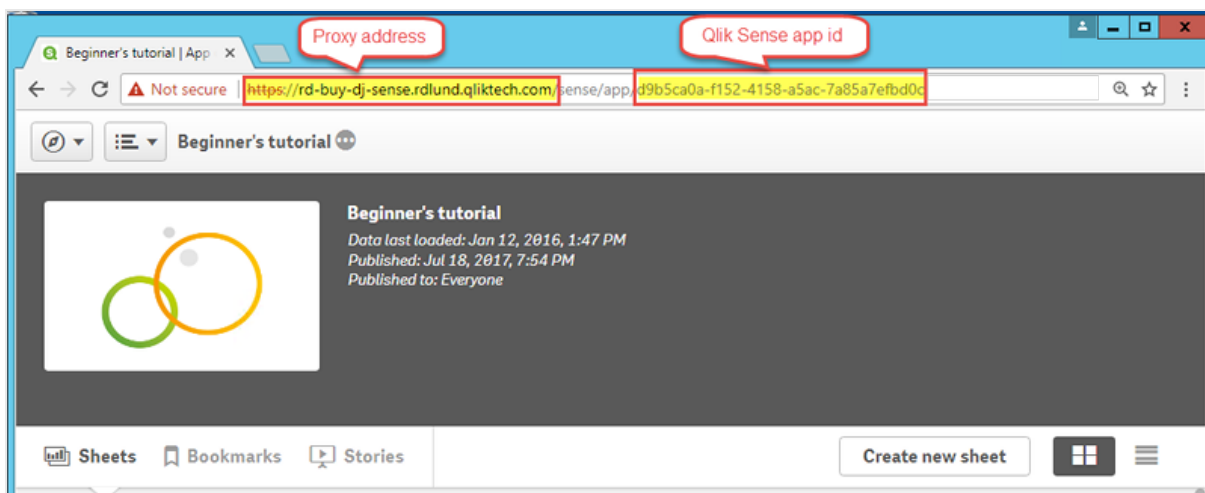 Proxy address
Qlik Sense app id
Beginner's tutorial | App
Not secure
https://rd-buy-dj-sense.rdlund.qliktech.com/sense/app/d9b5ca0a-f152-4158-a5ac-7a85a7efbd0c
Beginner's tutorial
Beginner's tutorial
Data last loaded: Jan 12, 2016, 1:47 PM
Published: Jul 18, 2017, 7:54 PM
Published to: Everyone
Sheets Bookmarks Stories Create new sheet